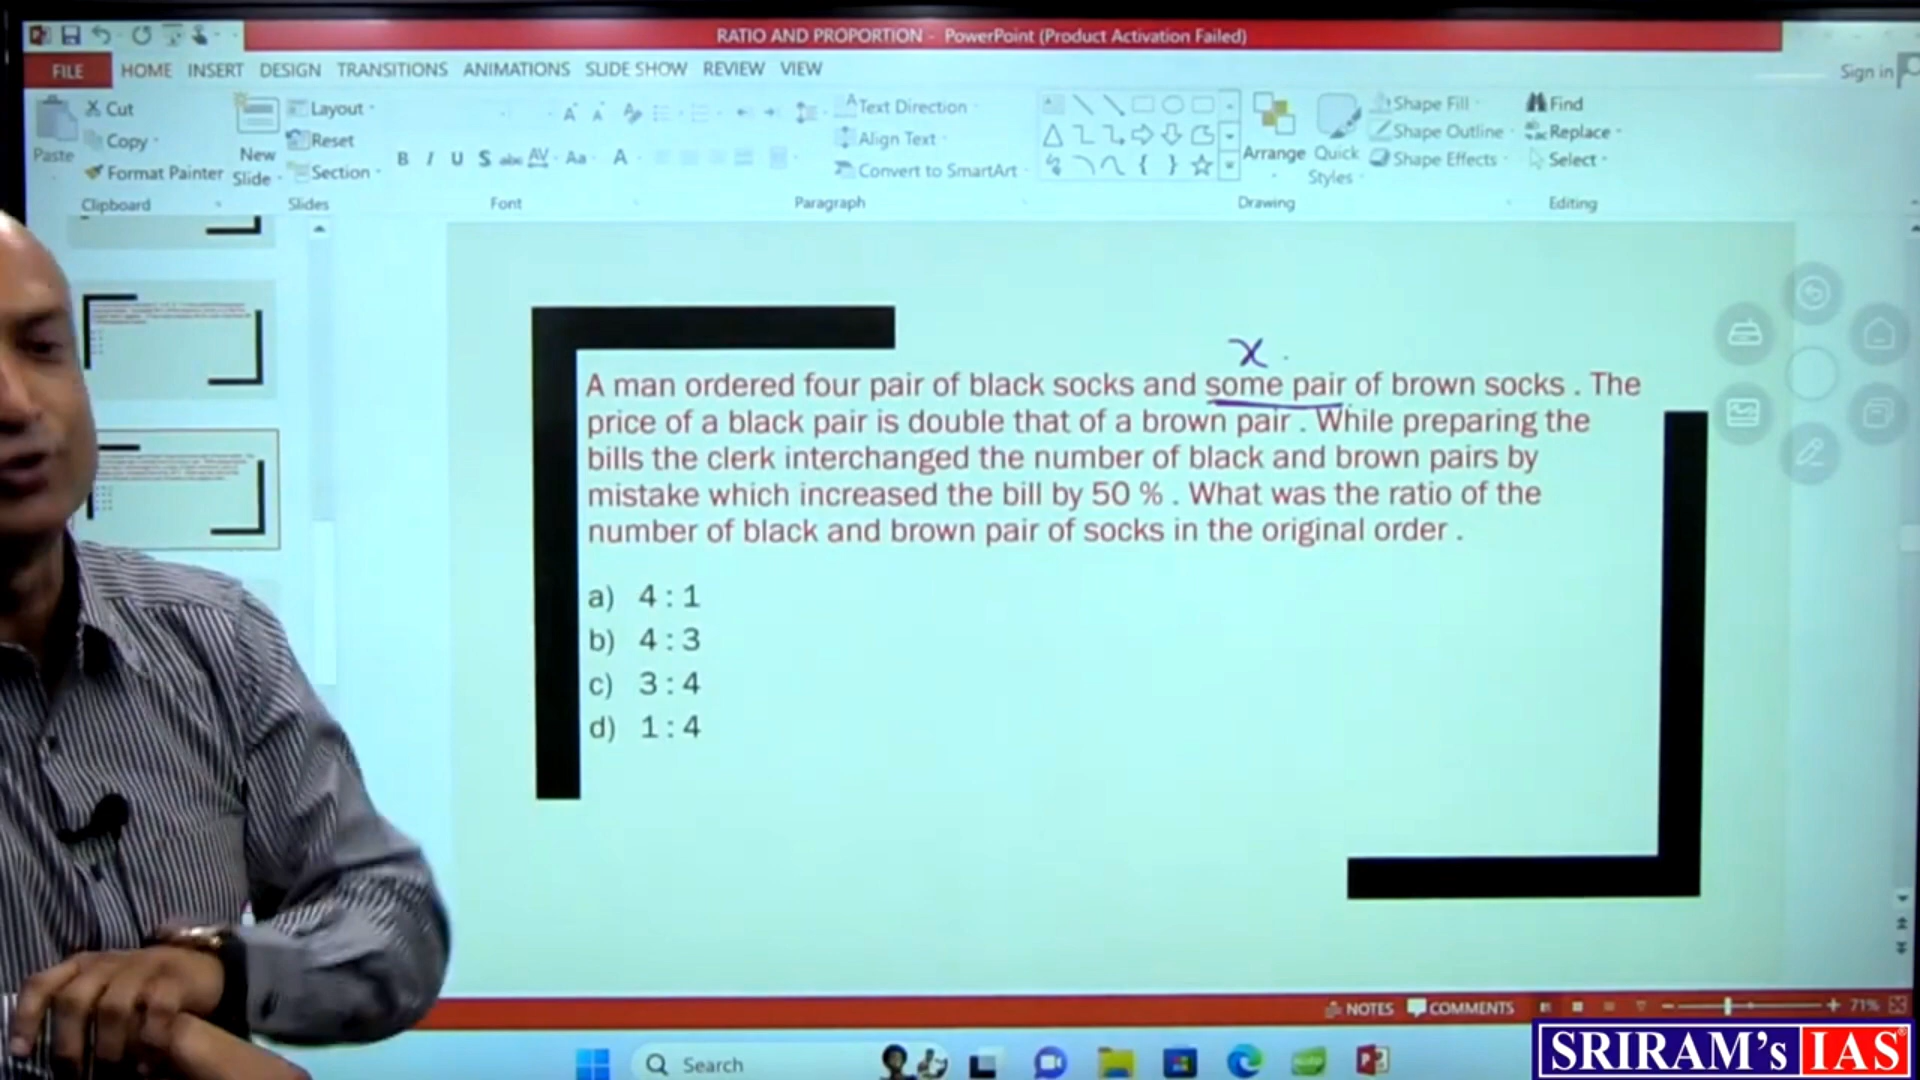 RATIO AND PROPORTION - PowerPoint (Product Activation Failed)
FILE HOME INSERT DESIGN TRANSITIONS ANIMATIONS SLIDE SHOW REVIEW VIEW Sign in
Cut
Copy
Format Painter
Paste
Clipboard
New Slide
Layout
Reset
Section
Slides
B I U S abc AV Aa A
Font
Text Direction
Align Text
Convert to SmartArt
Paragraph
Arrange
Quick Styles
Shape Fill
Shape Outline
Shape Effects
Drawing
Find
Replace
Select
Editing
x
A man ordered four pair of black socks and some pair of brown socks . The
price of a black pair is double that of a brown pair . While preparing the
bills the clerk interchanged the number of black and brown pairs by
mistake which increased the bill by 50 % . What was the ratio of the
number of black and brown pair of socks in the original order .
a) 4 : 1
b) 4 : 3
c) 3 : 4
d) 1 : 4
NOTES COMMENTS 71%
Search
SRIRAM's IAS